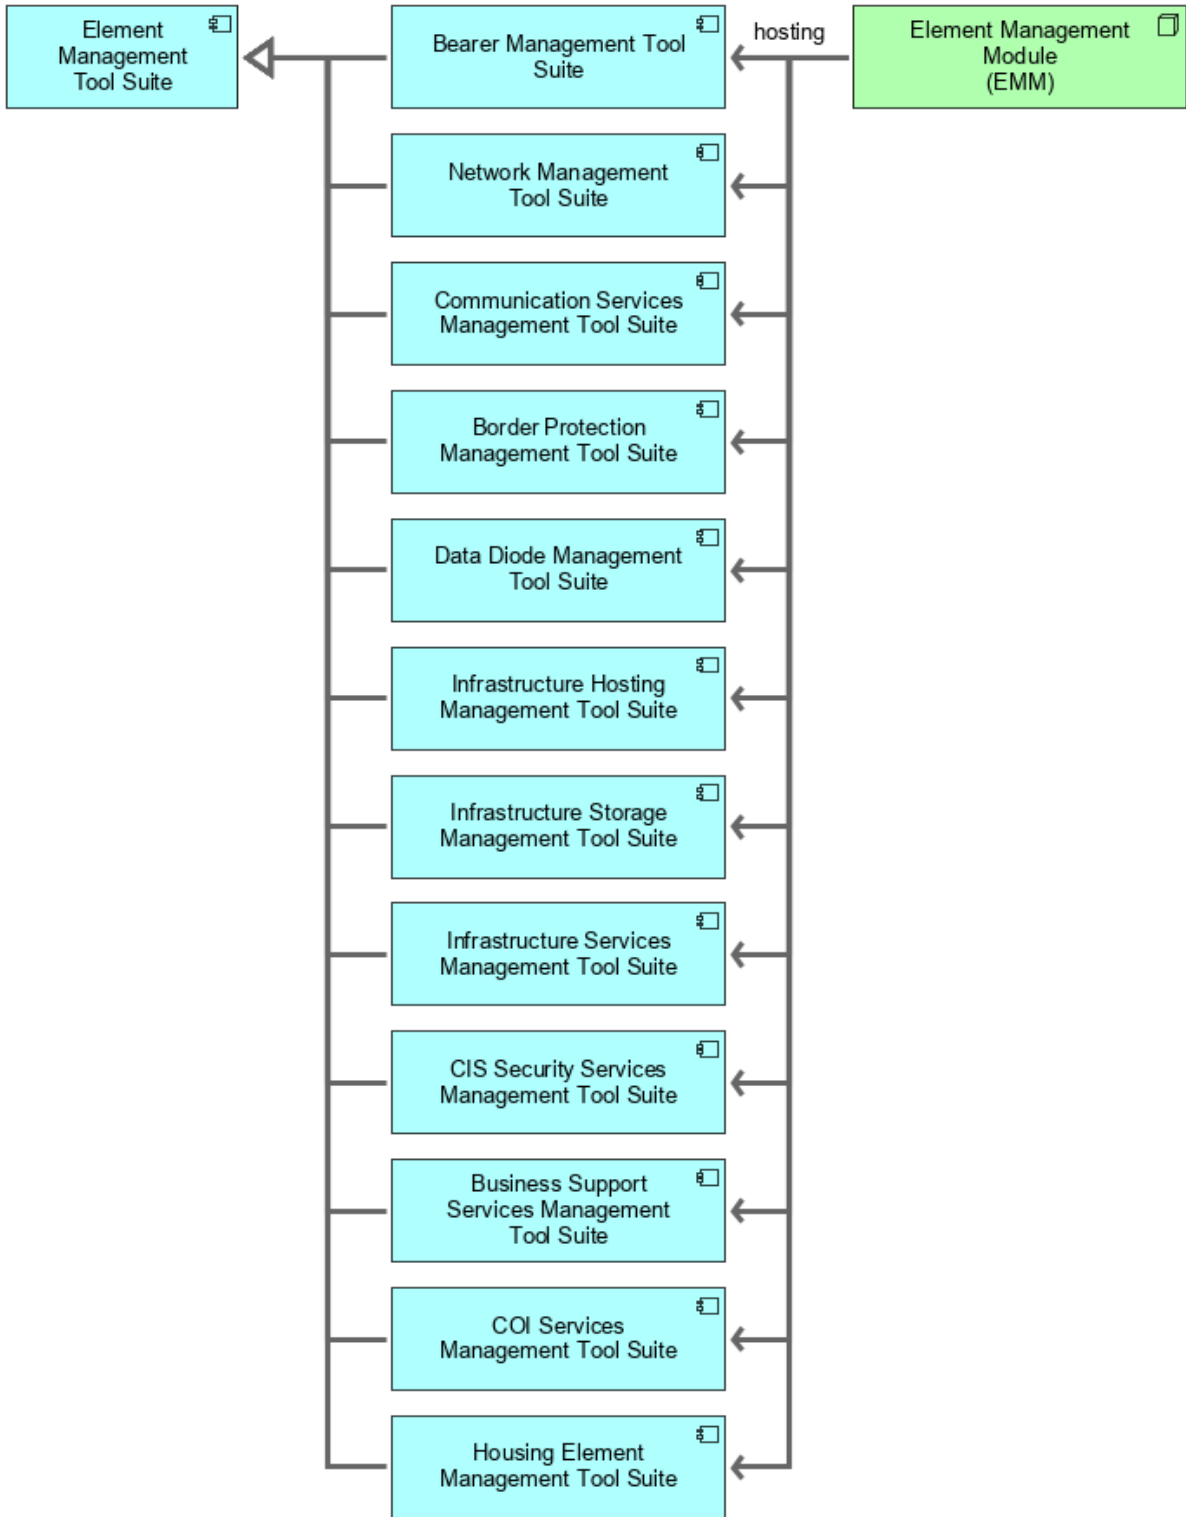 Element
Management
Tool Suite
Bearer Management Tool
Suite
hosting
Element Management
Module
(EMM)
Network Management
Tool Suite
Communication Services
Management Tool Suite
Border Protection
Management Tool Suite
Data Diode Management
Tool Suite
Infrastructure Hosting
Management Tool Suite
Infrastructure Storage
Management Tool Suite
Infrastructure Services
Management Tool Suite
CIS Security Services
Management Tool Suite
Business Support
Services Management
Tool Suite
COI Services
Management Tool Suite
Housing Element
Management Tool Suite